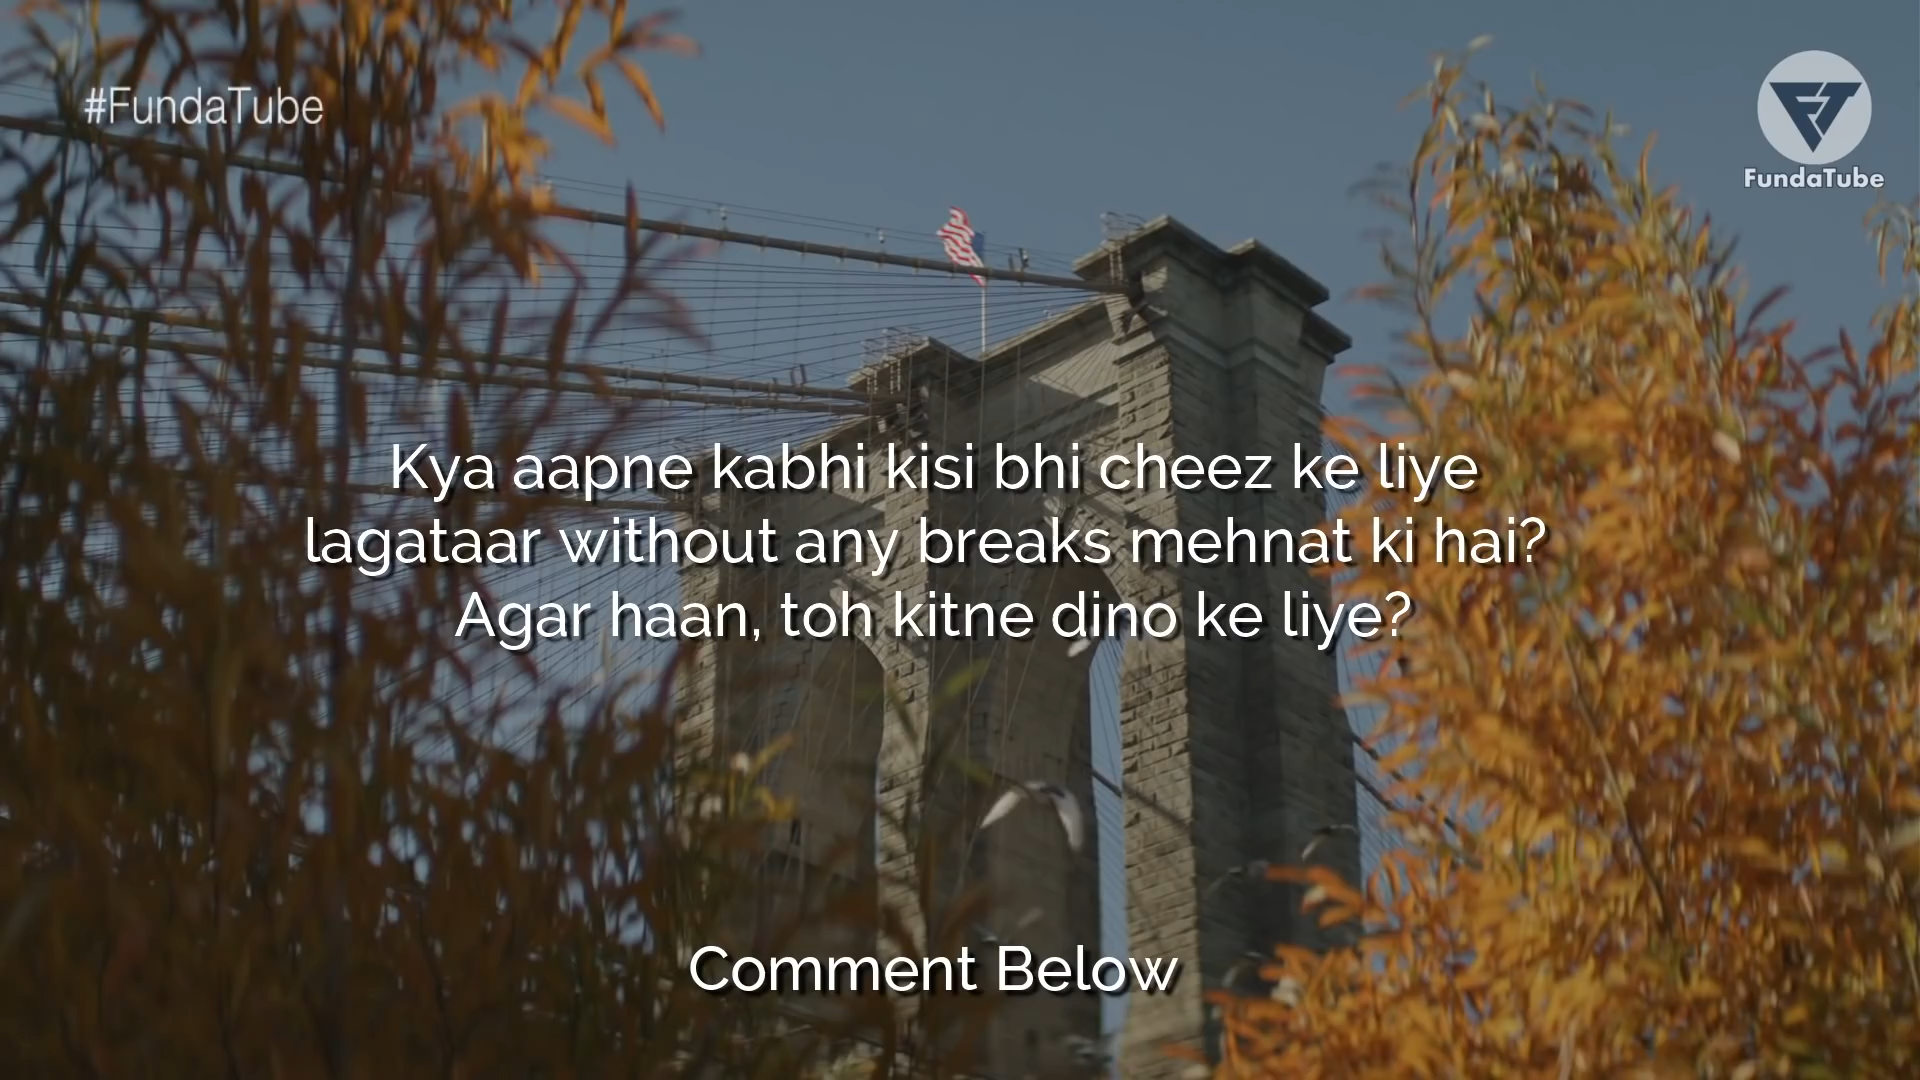 #FundaTube
FundaTube
Kya aapne kabhi kisi bhi cheez ke liye
lagataar without any breaks mehnat ki hai?
Agar haan, toh kitne dino ke liye?
Comment Below